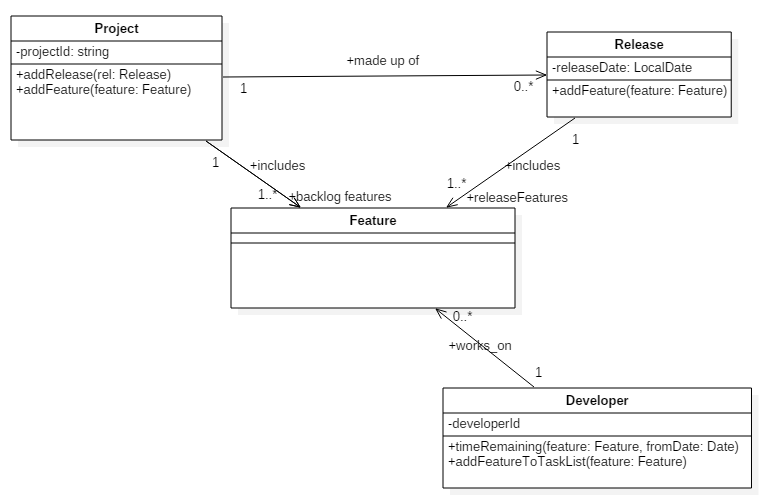 Project
-projectId: string
+addRelease(rel: Release)
+addFeature(feature: Feature)
+made up of
1
0..*
Release
-releaseDate: LocalDate
+addFeature(feature: Feature)
1
+includes
1..*
+backlog features
1
+includes
1..*
+releaseFeatures
Feature
0..*
+works_on
1
Developer
-developerId
+timeRemaining(feature: Feature, fromDate: Date)
+addFeatureToTaskList(feature: Feature)